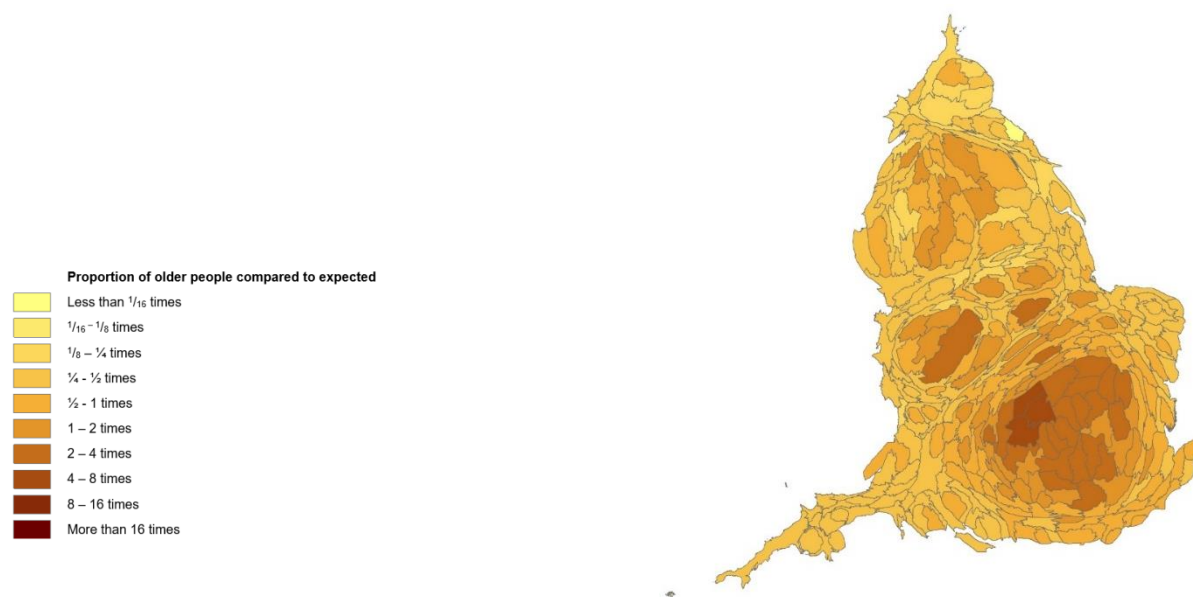 Proportion of older people compared to expected
Less than 1/16 times
1/16 – 1/8 times
1/8 – ¼ times
¼ - ½ times
½ - 1 times
1 – 2 times
2 – 4 times
4 – 8 times
8 – 16 times
More than 16 times